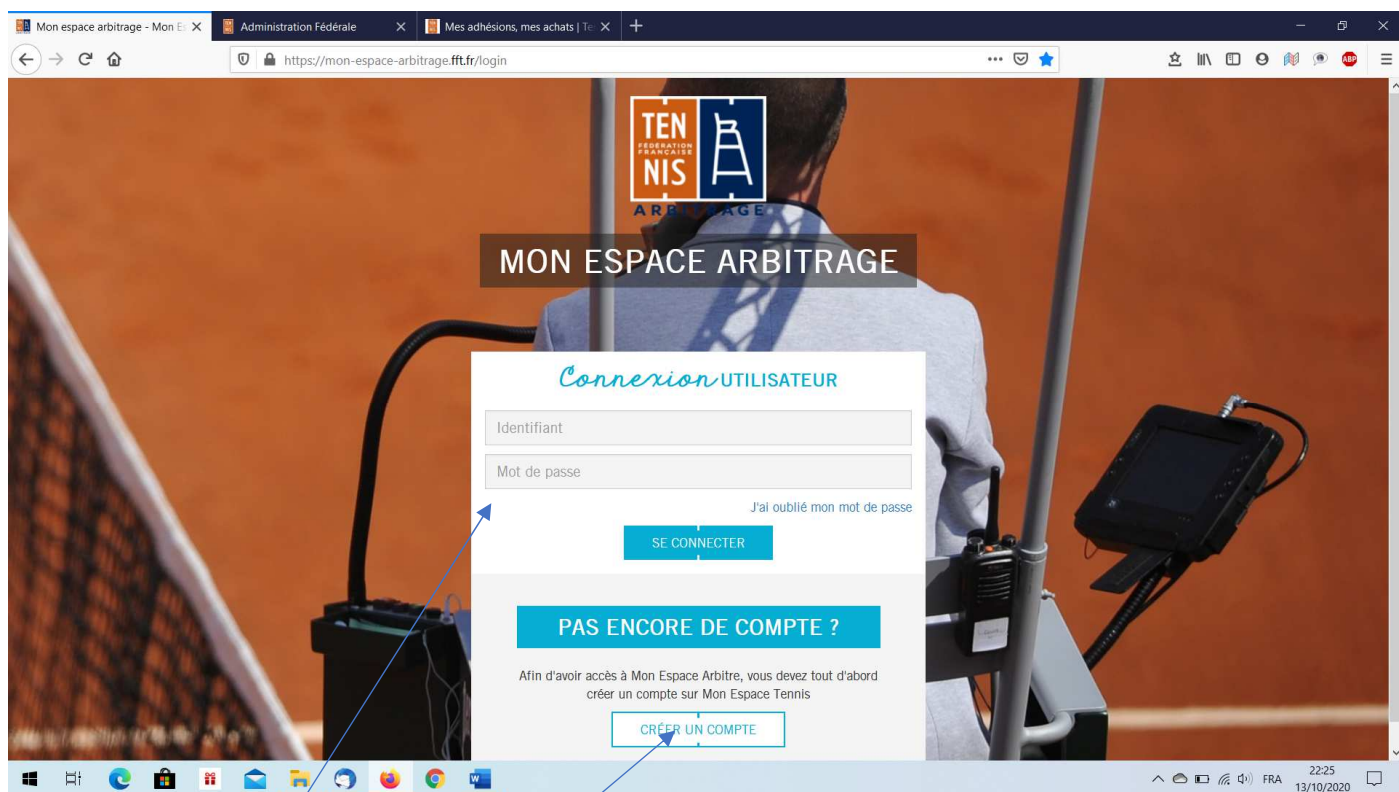 Mon espace arbitrage - Mon E
Administration Fédérale
Mes adhésions, mes achats | Te
https://mon-espace-arbitrage.fft.fr/login
ABP
TEN
FEDERATION
FRANÇAISE
NIS
ARBITRAGE
MON ESPACE ARBITRAGE
Connexion UTILISATEUR
Identifiant
Mot de passe
J'ai oublié mon mot de passe
SE CONNECTER
PAS ENCORE DE COMPTE ?
Afin d'avoir accès à Mon Espace Arbitre, vous devez tout d'abord
créer un compte sur Mon Espace Tennis
CRÉER UN COMPTE
FRA
22:25
13/10/2020